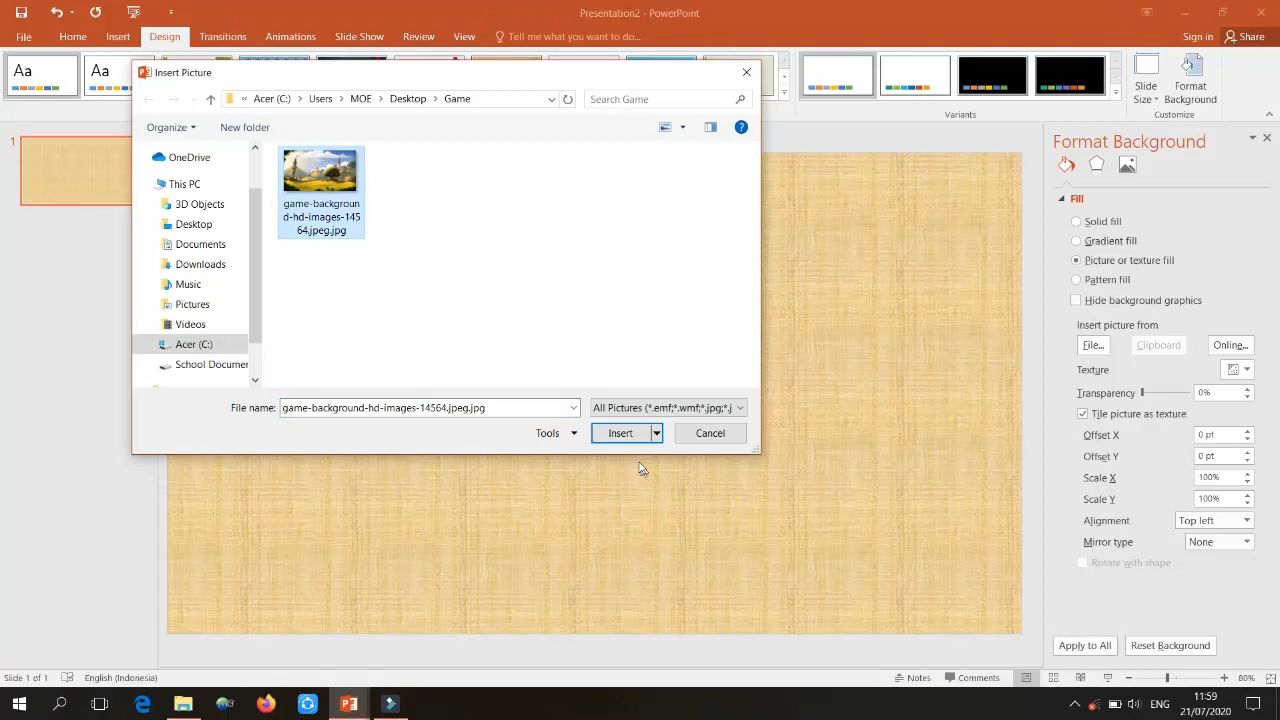 Presentation2 - PowerPoint
File
Home
Insert
Design
Transitions
Animations
Slide Show
Review
View
Tell me what you want to do...
Sign in
Share
Aa
Aa
Slide
Size
Format
Background
Variants
Customize
Insert Picture
«
Acer (C:)
Users
MOE
Desktop
Game
Search Game
Organize
New folder
OneDrive
This PC
3D Objects
Desktop
Documents
Downloads
Music
Pictures
Videos
Acer (C:)
School Documer
game-backgroun
d-hd-images-145
64.jpeg.jpg
File name:
game-background-hd-images-14564.jpeg.jpg
All Pictures (*.emf;*.wmf;*.jpg;*.j
Tools
Insert
Cancel
1
Format Background
Fill
Solid fill
Gradient fill
Picture or texture fill
Pattern fill
Hide background graphics
Insert picture from
File...
Clipboard
Online...
Texture
Transparency
0%
Tile picture as texture
Offset X
0 pt
Offset Y
0 pt
Scale X
100%
Scale Y
100%
Alignment
Top left
Mirror type
None
Rotate with shape
Apply to All
Reset Background
Slide 1 of 1
English (Indonesia)
Notes
Comments
80%
ENG
11:59
21/07/2020